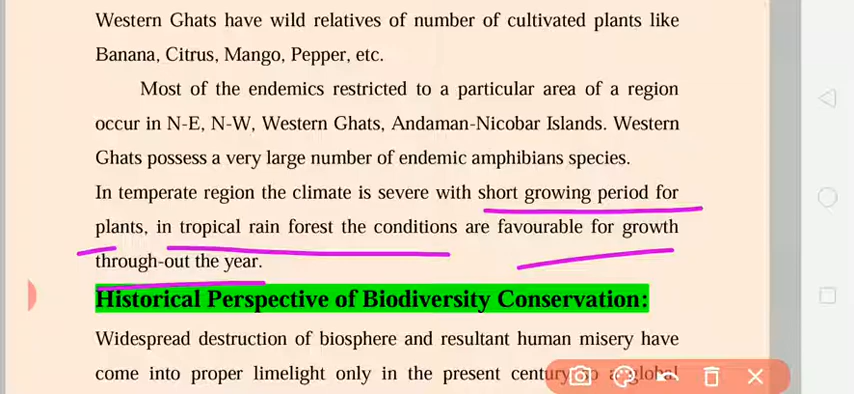 Western Ghats have wild relatives of number of cultivated plants like
Banana, Citrus, Mango, Pepper, etc.
Most of the endemics restricted to a particular area of a region
occur in N-E, N-W, Western Ghats, Andaman-Nicobar Islands. Western
Ghats possess a very large number of endemic amphibians species.
In temperate region the climate is severe with short growing period for
plants, in tropical rain forest the conditions are favourable for growth
through-out the year.
Historical Perspective of Biodiversity Conservation:
Widespread destruction of biosphere and resultant human misery have
come into proper limelight only in the present century global